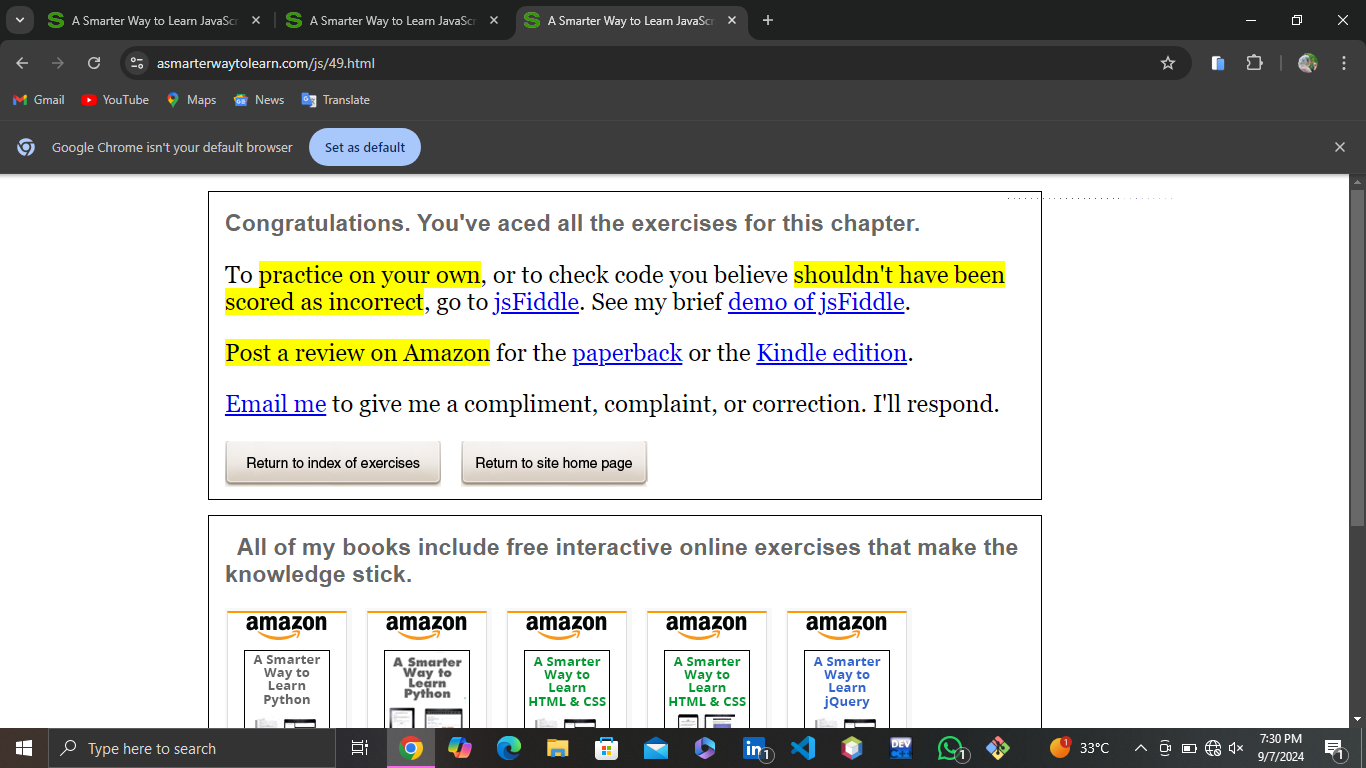 A Smarter Way to Learn JavaSc
A Smarter Way to Learn JavaSc
A Smarter Way to Learn JavaSc
asmarterwaytolearn.com/js/49.html
Gmail
YouTube
Maps
News
Translate
Google Chrome isn't your default browser
Set as default
Congratulations. You've aced all the exercises for this chapter.
To practice on your own, or to check code you believe shouldn't have been
scored as incorrect, go to jsFiddle. See my brief demo of jsFiddle.
Post a review on Amazon for the paperback or the Kindle edition.
Email me to give me a compliment, complaint, or correction. I'll respond.
Return to index of exercises
Return to site home page
All of my books include free interactive online exercises that make the
knowledge stick.
amazon
A Smarter
Way to
Learn
Python
amazon
A Smarter
Way to
Learn
Python
amazon
A Smarter
Way to
Learn
HTML & CSS
amazon
A Smarter
Way to
Learn
HTML & CSS
amazon
A Smarter
Way to
Learn
jQuery
Type here to search
in
1
DEV
1
1
33°C
7:30 PM
9/7/2024
1